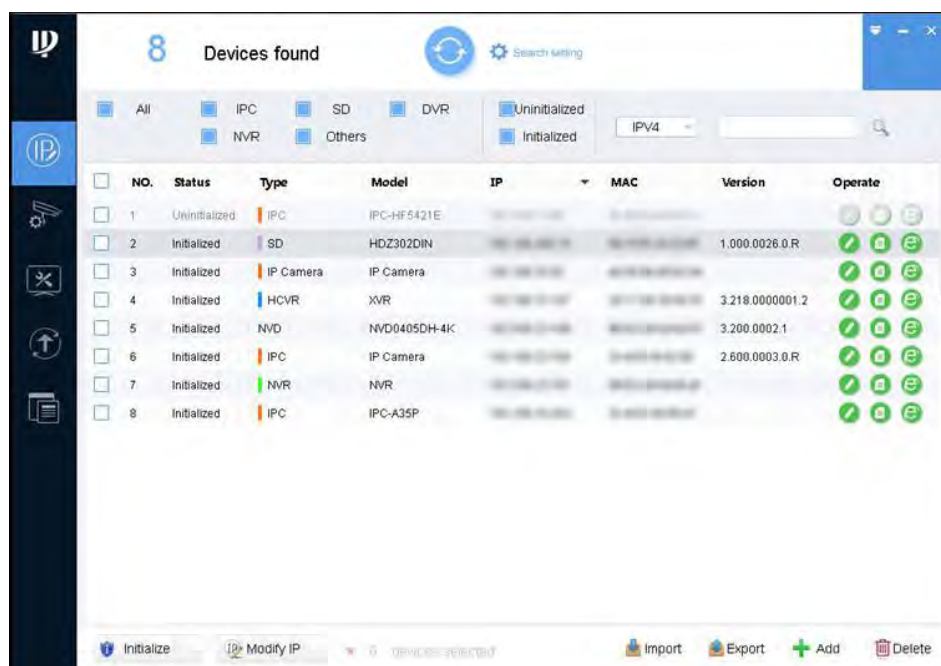 8 Devices found Search setting
All IPC SD DVR Uninitialized
NVR Others Initialized IPV4
NO. Status Type Model IP MAC Version Operate
1 Uninitialized IPC IPC-HF5421E
2 Initialized SD HDZ302DIN 1.000.0026.0.R
3 Initialized IP Camera IP Camera
4 Initialized HCVR XVR 3.218.0000001.2
5 Initialized NVD NVD0405DH-4K 3.200.0002.1
6 Initialized IPC IP Camera 2.600.0003.0.R
7 Initialized NVR NVR
8 Initialized IPC IPC-A35P
Initialize Modify IP devices selected Import Export Add Delete